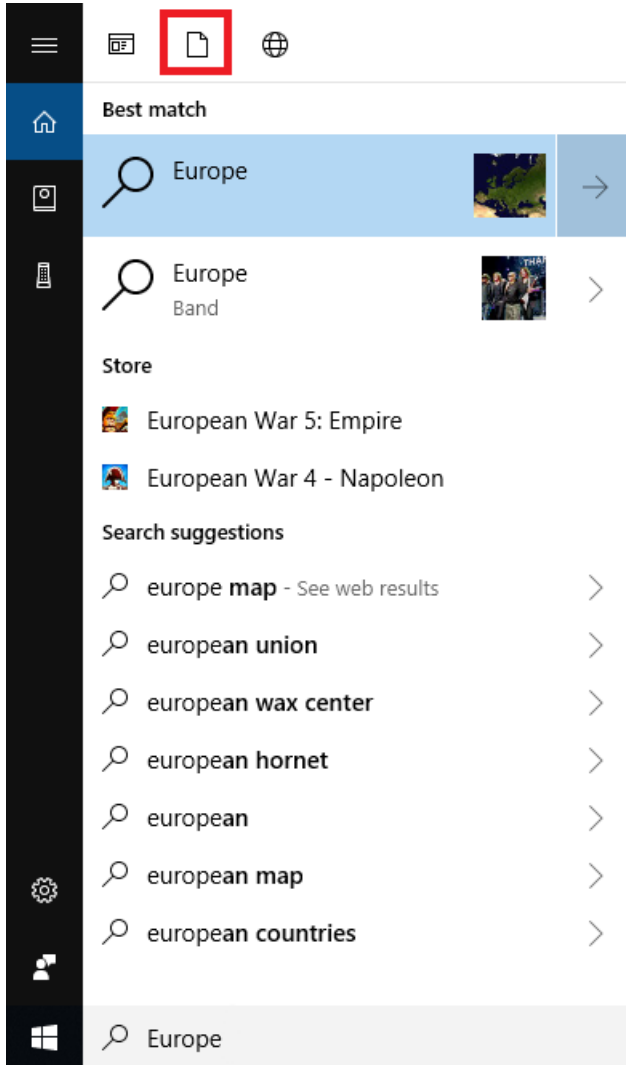 Best match
Europe
Europe
Band
Store
European War 5: Empire
European War 4 - Napoleon
Search suggestions
europe map - See web results
european union
european wax center
european hornet
european
european map
european countries
Europe